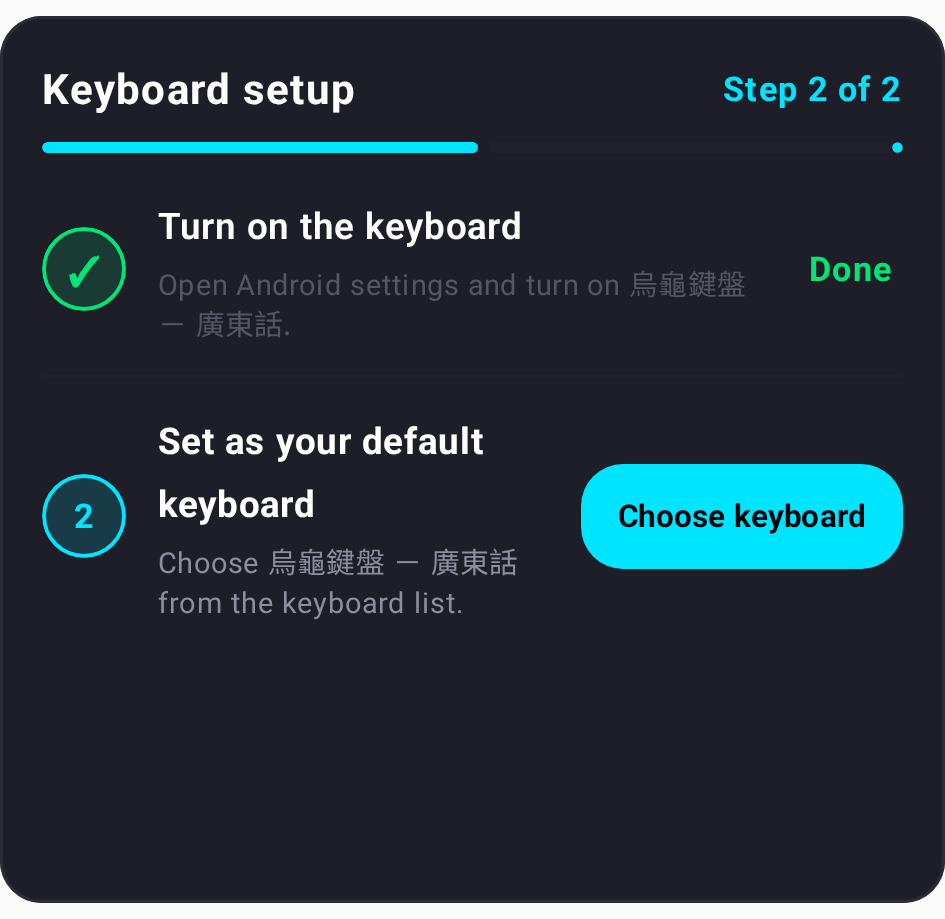 Keyboard setup
Step 2 of 2
✓
Turn on the keyboard
Open Android settings and turn on 烏龜鍵盤
— 廣東話.
Done
2
Set as your default
keyboard
Choose 烏龜鍵盤 — 廣東話
from the keyboard list.
Choose keyboard